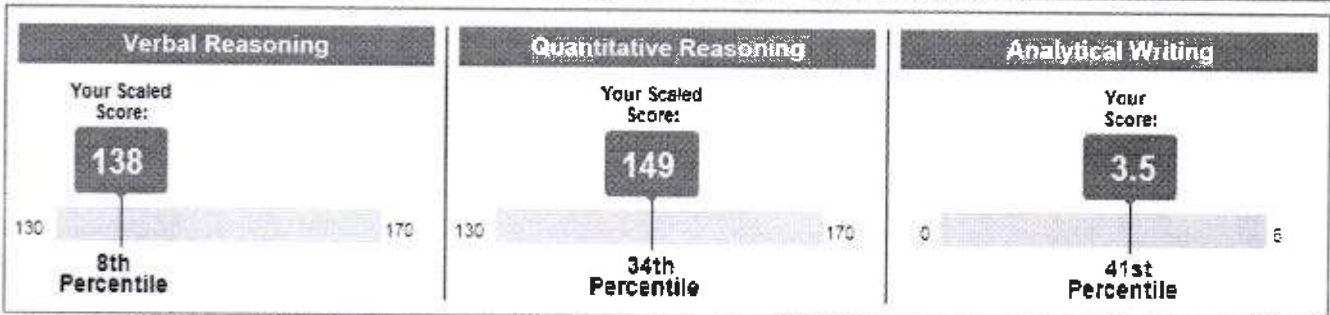 Verbal Reasoning
Your Scaled
Score:
138
130
170
8th
Percentile
Quantitative Reasoning
Your Scaled
Score:
149
130
170
34th
Percentile
Analytical Writing
Your
Score:
3.5
0
6
41st
Percentile